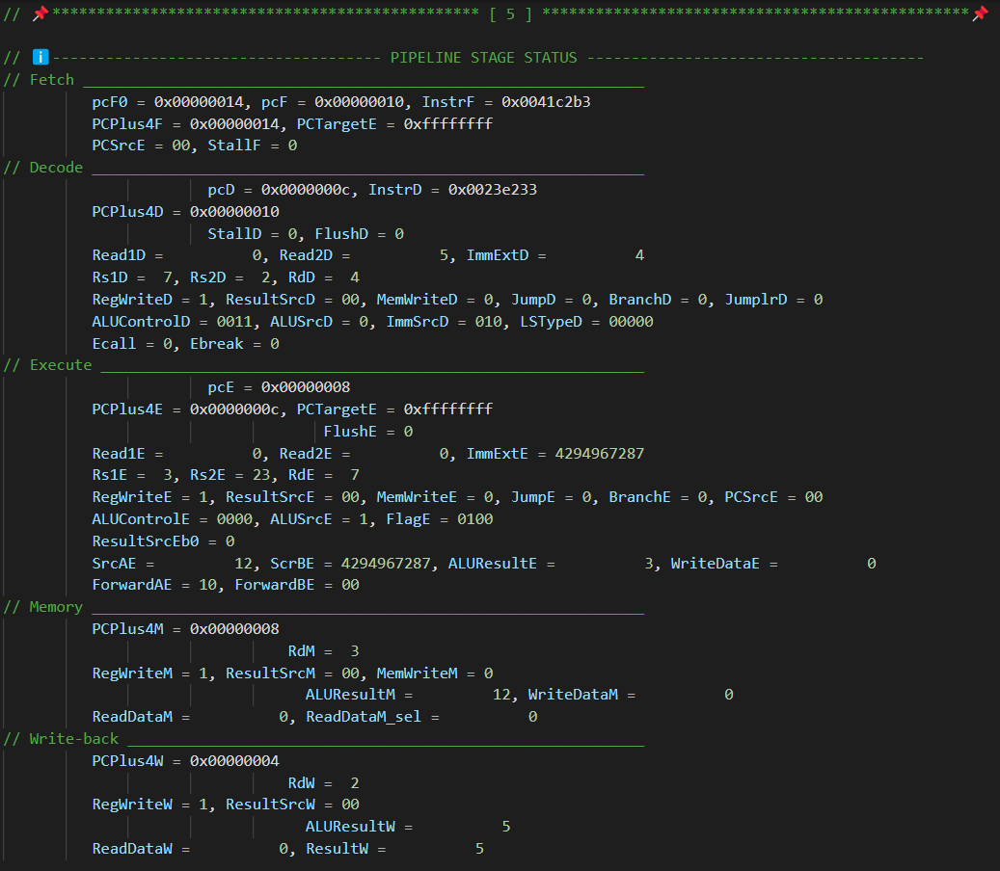 // 📌************************************************ [ 5 ] ************************************************📌
// ℹ️------------------------------------- PIPELINE STAGE STATUS --------------------------------------
// Fetch _______________________________________________________________
pcF0 = 0x00000014, pcF = 0x00000010, InstrF = 0x0041c2b3
PCPlus4F = 0x00000014, PCTargetE = 0xffffffff
PCSrcE = 00, StallF = 0
// Decode ______________________________________________________________
pcD = 0x0000000c, InstrD = 0x0023e233
PCPlus4D = 0x00000010
StallD = 0, FlushD = 0
Read1D =          0, Read2D =          5, ImmExtD =          4
Rs1D =  7, Rs2D =  2, RdD =  4
RegWriteD = 1, ResultSrcD = 00, MemWriteD = 0, JumpD = 0, BranchD = 0, JumplrD = 0
ALUControlD = 0011, ALUSrcD = 0, ImmSrcD = 010, LSTypeD = 00000
Ecall = 0, Ebreak = 0
// Execute _____________________________________________________________
pcE = 0x00000008
PCPlus4E = 0x0000000c, PCTargetE = 0xffffffff
FlushE = 0
Read1E =          0, Read2E =          0, ImmExtE = 4294967287
Rs1E =  3, Rs2E = 23, RdE =  7
RegWriteE = 1, ResultSrcE = 00, MemWriteE = 0, JumpE = 0, BranchE = 0, PCSrcE = 00
ALUControlE = 0000, ALUSrcE = 1, FlagE = 0100
ResultSrcEb0 = 0
SrcAE =         12, ScrBE = 4294967287, ALUResultE =          3, WriteDataE =          0
ForwardAE = 10, ForwardBE = 00
// Memory ______________________________________________________________
PCPlus4M = 0x00000008
RdM =  3
RegWriteM = 1, ResultSrcM = 00, MemWriteM = 0
ALUResultM =         12, WriteDataM =          0
ReadDataM =          0, ReadDataM_sel =          0
// Write-back __________________________________________________________
PCPlus4W = 0x00000004
RdW =  2
RegWriteW = 1, ResultSrcW = 00
ALUResultW =          5
ReadDataW =          0, ResultW =          5